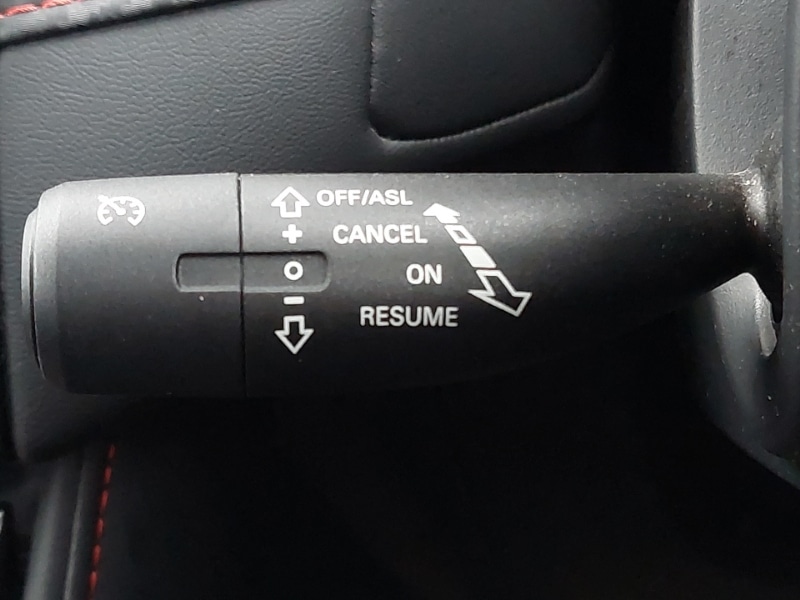 OFF/ASL
+ CANCEL
O ON
− RESUME